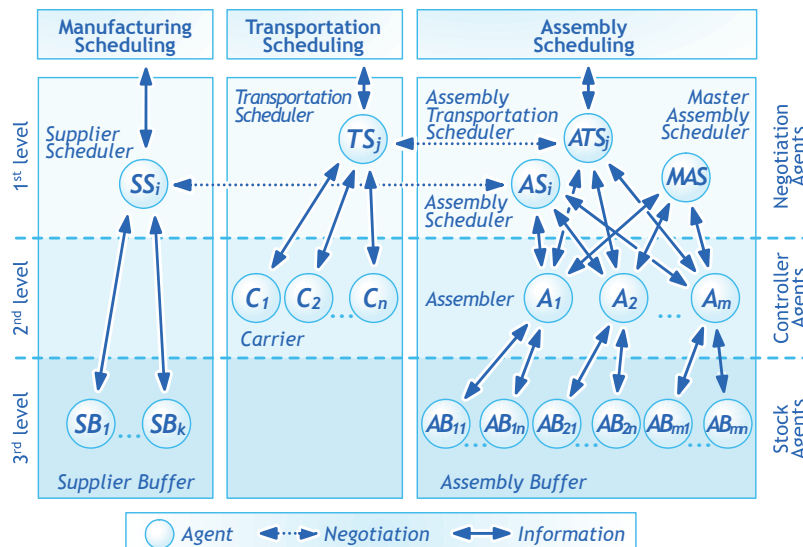 Manufacturing
Scheduling
Transportation
Scheduling
Assembly
Scheduling
1st level
2nd level
3rd level
Supplier
Scheduler
SSi
Transportation
Scheduler
TSj
Assembly
Transportation
Scheduler
ATSj
Master
Assembly
Scheduler
MAS
ASi
Assembly
Scheduler
Negotiation
Agents
C1 C2 ... Cn
Carrier
Assembler
A1 A2 ... Am
Controller
Agents
SB1 ... SBk
Supplier Buffer
AB11 ... AB1n AB21 ... AB2n ABm1 ... ABmn
Assembly Buffer
Stock
Agents
Agent Negotiation Information